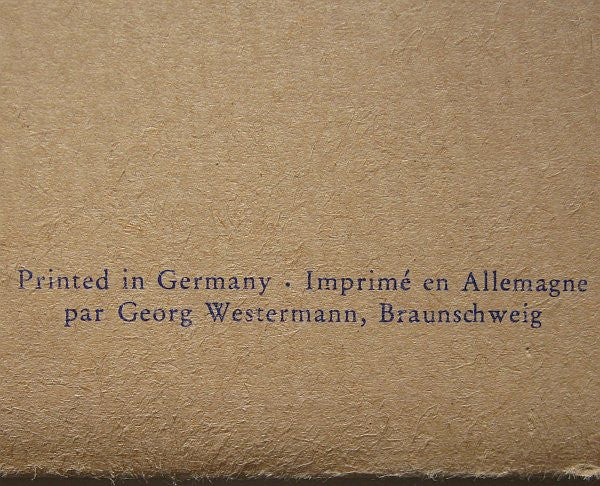 Printed in Germany · Imprimé en Allemagne
par Georg Westermann, Braunschweig